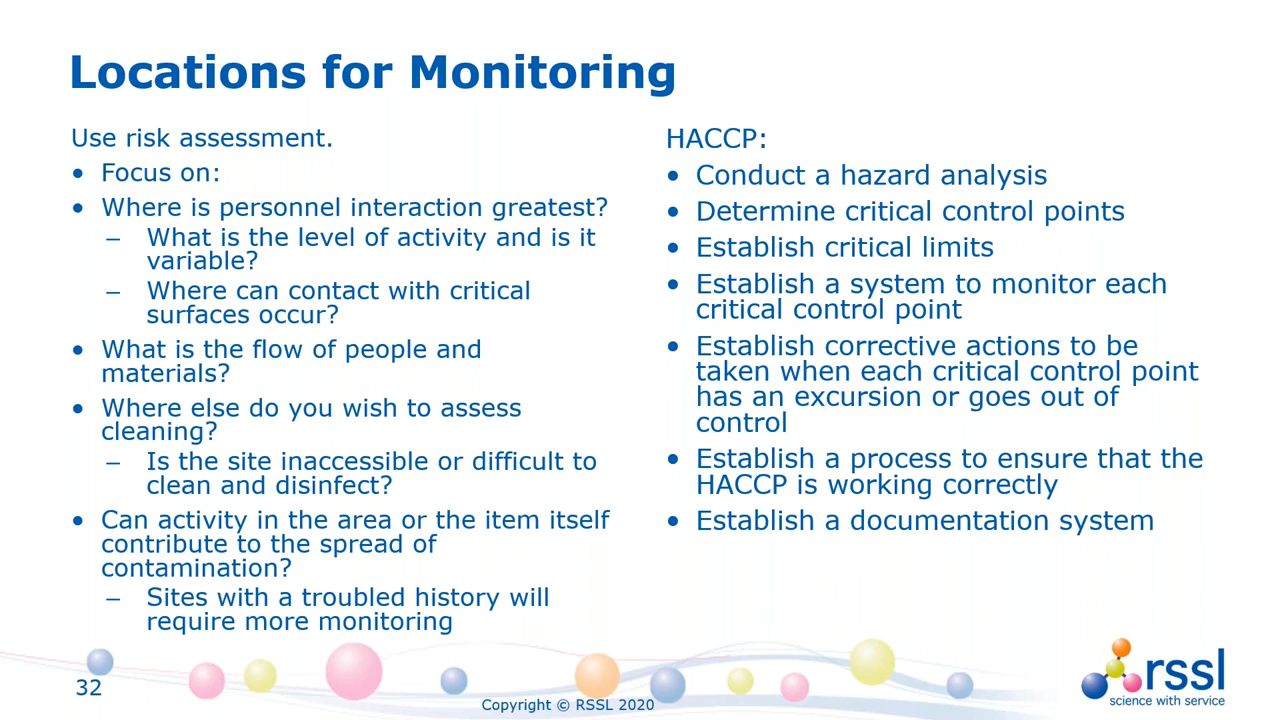 Locations for Monitoring
Use risk assessment.
• Focus on:
• Where is personnel interaction greatest?
– What is the level of activity and is it
variable?
– Where can contact with critical
surfaces occur?
• What is the flow of people and
materials?
• Where else do you wish to assess
cleaning?
– Is the site inaccessible or difficult to
clean and disinfect?
• Can activity in the area or the item itself
contribute to the spread of
contamination?
– Sites with a troubled history will
require more monitoring
HACCP:
• Conduct a hazard analysis
• Determine critical control points
• Establish critical limits
• Establish a system to monitor each
critical control point
• Establish corrective actions to be
taken when each critical control point
has an excursion or goes out of
control
• Establish a process to ensure that the
HACCP is working correctly
• Establish a documentation system
32
Copyright © RSSL 2020
rssl
science with service